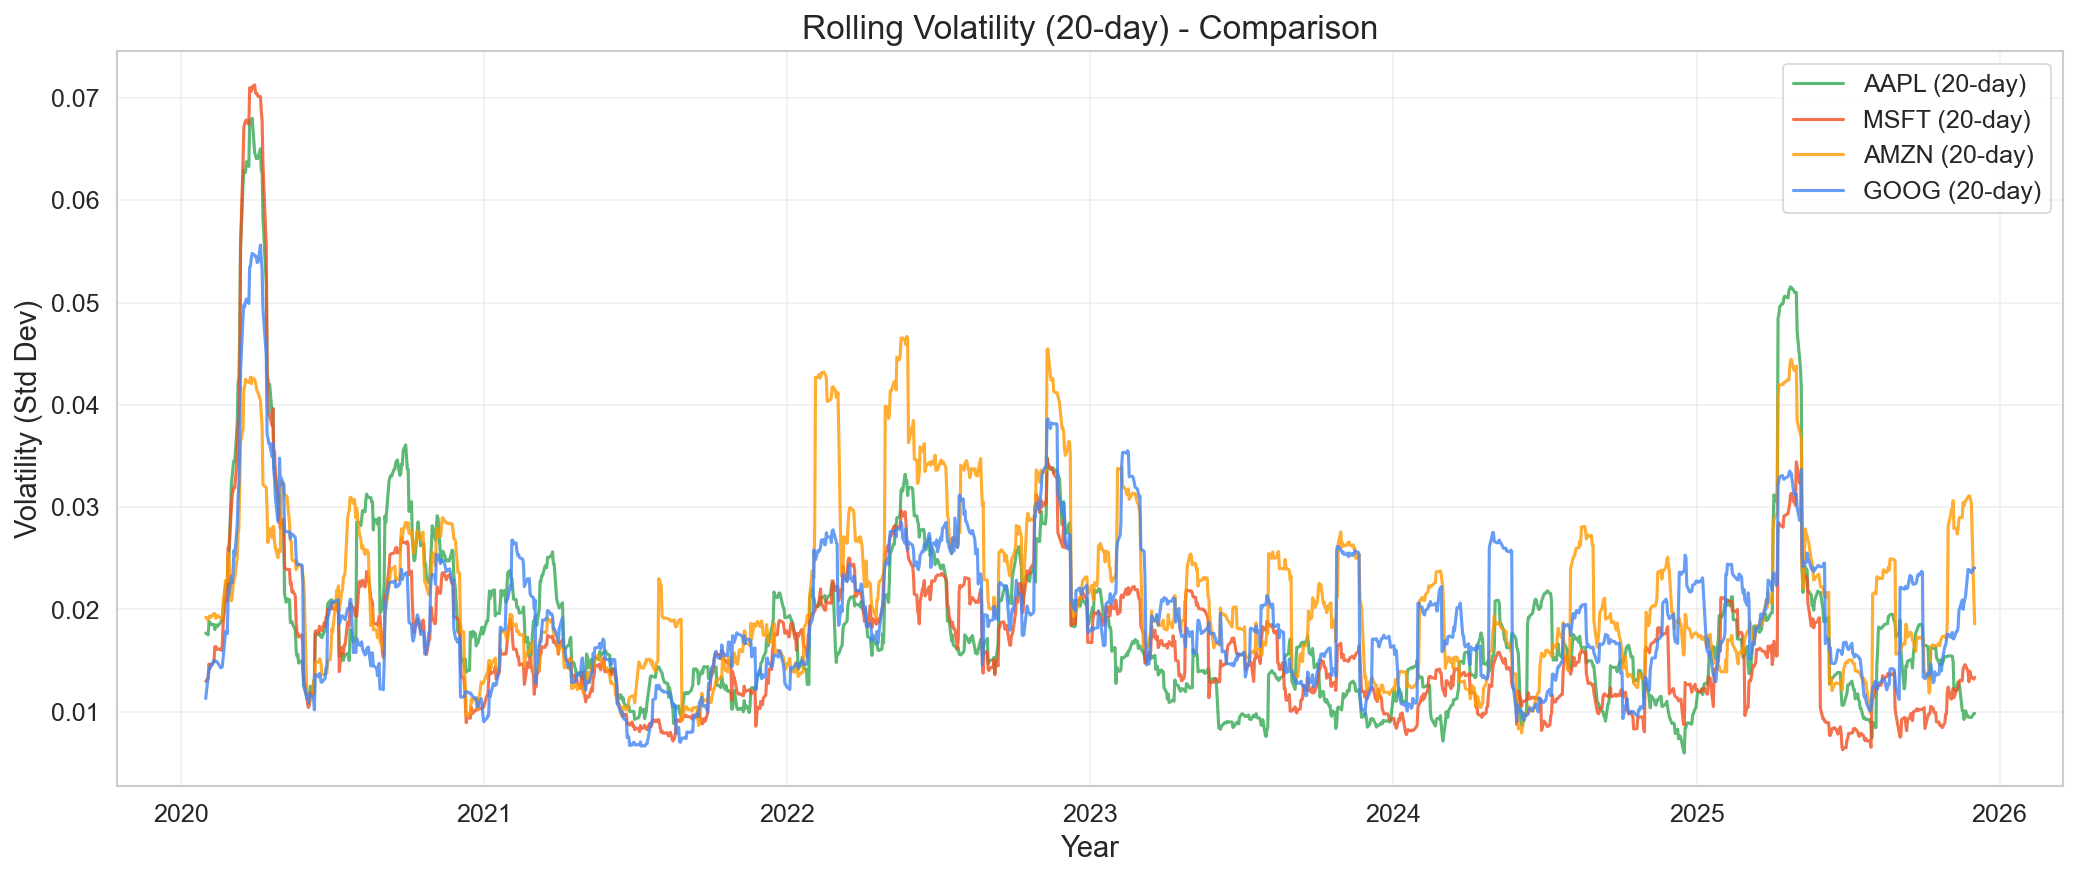 Rolling Volatility (20-day) - Comparison
AAPL (20-day)
MSFT (20-day)
AMZN (20-day)
GOOG (20-day)
Volatility (Std Dev)
0.07
0.06
0.05
0.04
0.03
0.02
0.01
2020 2021 2022 2023 2024 2025 2026
Year